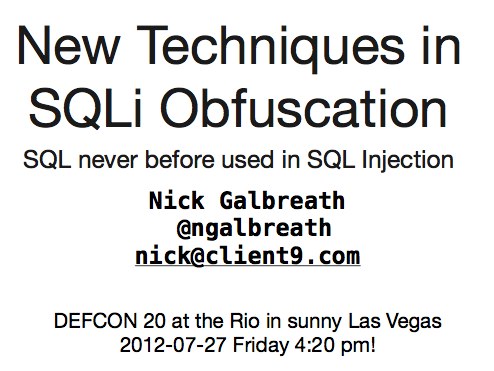 New Techniques in
SQLi Obfuscation
SQL never before used in SQL Injection
Nick Galbreath
@ngalbreath
nick@client9.com
DEFCON 20 at the Rio in sunny Las Vegas
2012-07-27 Friday 4:20 pm!